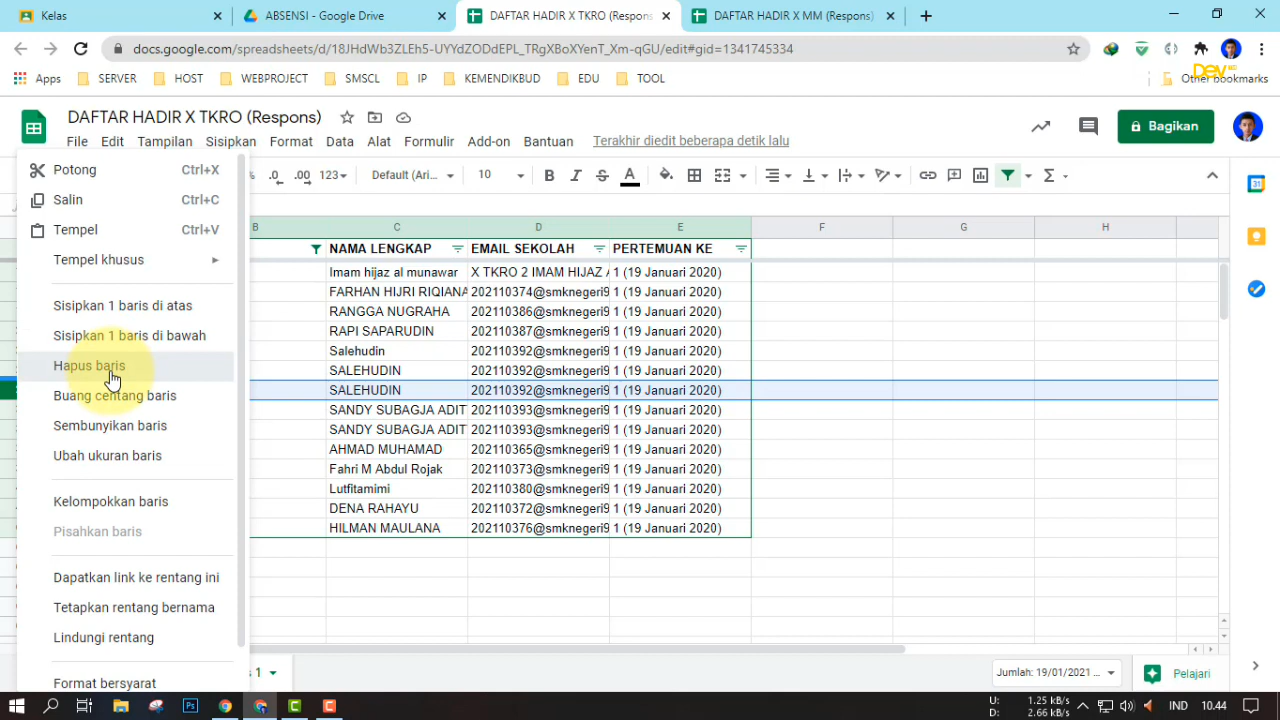 Kelas
ABSENSI - Google Drive
DAFTAR HADIR X TKRO (Respons
DAFTAR HADIR X MM (Respons)
docs.google.com/spreadsheets/d/18JHdWb3ZLEh5-UYYdZODdEPL_TRgXBoXYenT_Xm-qGU/edit#gid=1341745334
Apps SERVER HOST WEBPROJECT SMSCL IP KEMENDIKBUD EDU TOOL Other bookmarks
Dev
DAFTAR HADIR X TKRO (Respons)
Bagikan
File Edit Tampilan Sisipkan Format Data Alat Formulir Add-on Bantuan Terakhir diedit beberapa detik lalu
% .0 .00 123 Default (Ari... 10 B I S A
Potong Ctrl+X
Salin Ctrl+C
Tempel Ctrl+V
Tempel khusus
Sisipkan 1 baris di atas
Sisipkan 1 baris di bawah
Hapus baris
Buang centang baris
Sembunyikan baris
Ubah ukuran baris
Kelompokkan baris
Pisahkan baris
Dapatkan link ke rentang ini
Tetapkan rentang bernama
Lindungi rentang
Format bersyarat
B C D E F G H
NAMA LENGKAP EMAIL SEKOLAH PERTEMUAN KE
Imam hijaz al munawar X TKRO 2 IMAM HIJAZ A 1 (19 Januari 2020)
FARHAN HIJRI RIQIANA 202110374@smknegeri9 1 (19 Januari 2020)
RANGGA NUGRAHA 202110386@smknegeri9 1 (19 Januari 2020)
RAPI SAPARUDIN 202110387@smknegeri9 1 (19 Januari 2020)
Salehudin 202110392@smknegeri9 1 (19 Januari 2020)
SALEHUDIN 202110392@smknegeri9 1 (19 Januari 2020)
SALEHUDIN 202110392@smknegeri9 1 (19 Januari 2020)
SANDY SUBAGJA ADIT 202110393@smknegeri9 1 (19 Januari 2020)
SANDY SUBAGJA ADIT 202110393@smknegeri9 1 (19 Januari 2020)
AHMAD MUHAMAD 202110365@smknegeri9 1 (19 Januari 2020)
Fahri M Abdul Rojak 202110373@smknegeri9 1 (19 Januari 2020)
Lutfitamimi 202110380@smknegeri9 1 (19 Januari 2020)
DENA RAHAYU 202110372@smknegeri9 1 (19 Januari 2020)
HILMAN MAULANA 202110376@smknegeri9 1 (19 Januari 2020)
1
Jumlah: 19/01/2021 ...
Pelajari
U: 1.25 kB/s
D: 2.66 kB/s
IND 10.44